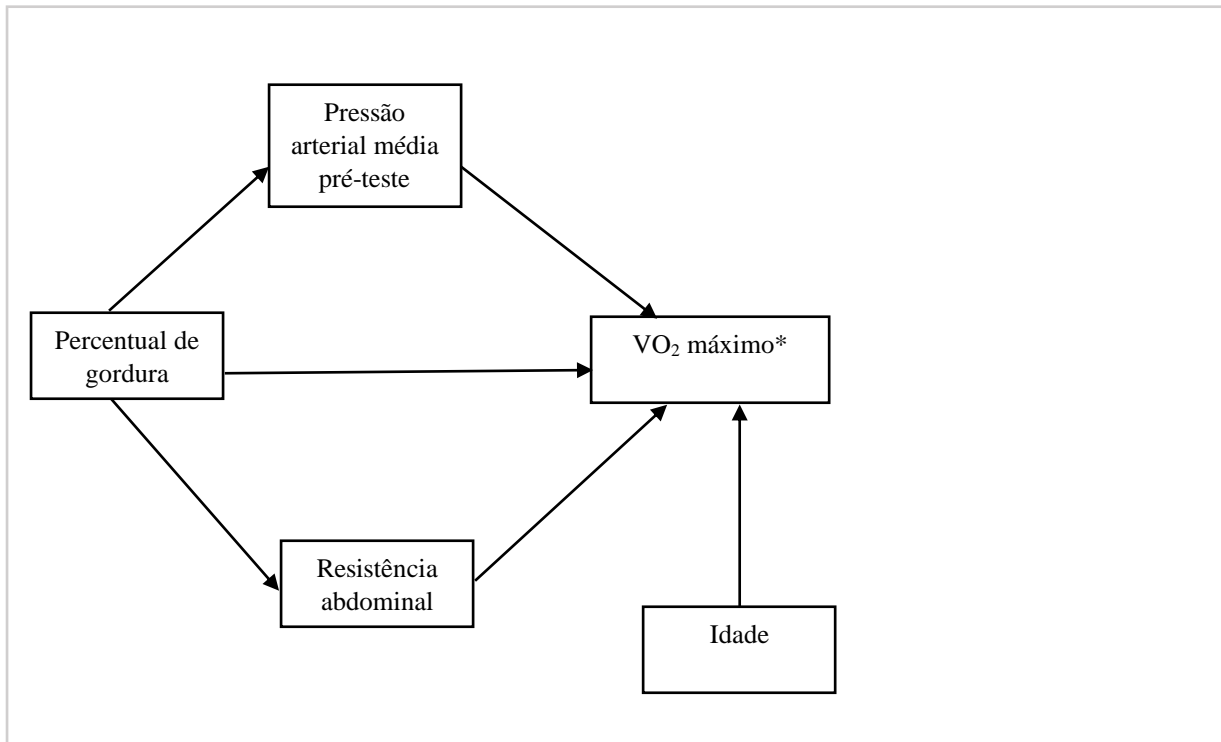 Pressão
arterial média
pré-teste
Percentual de
gordura
VO₂ máximo*
Resistência
abdominal
Idade